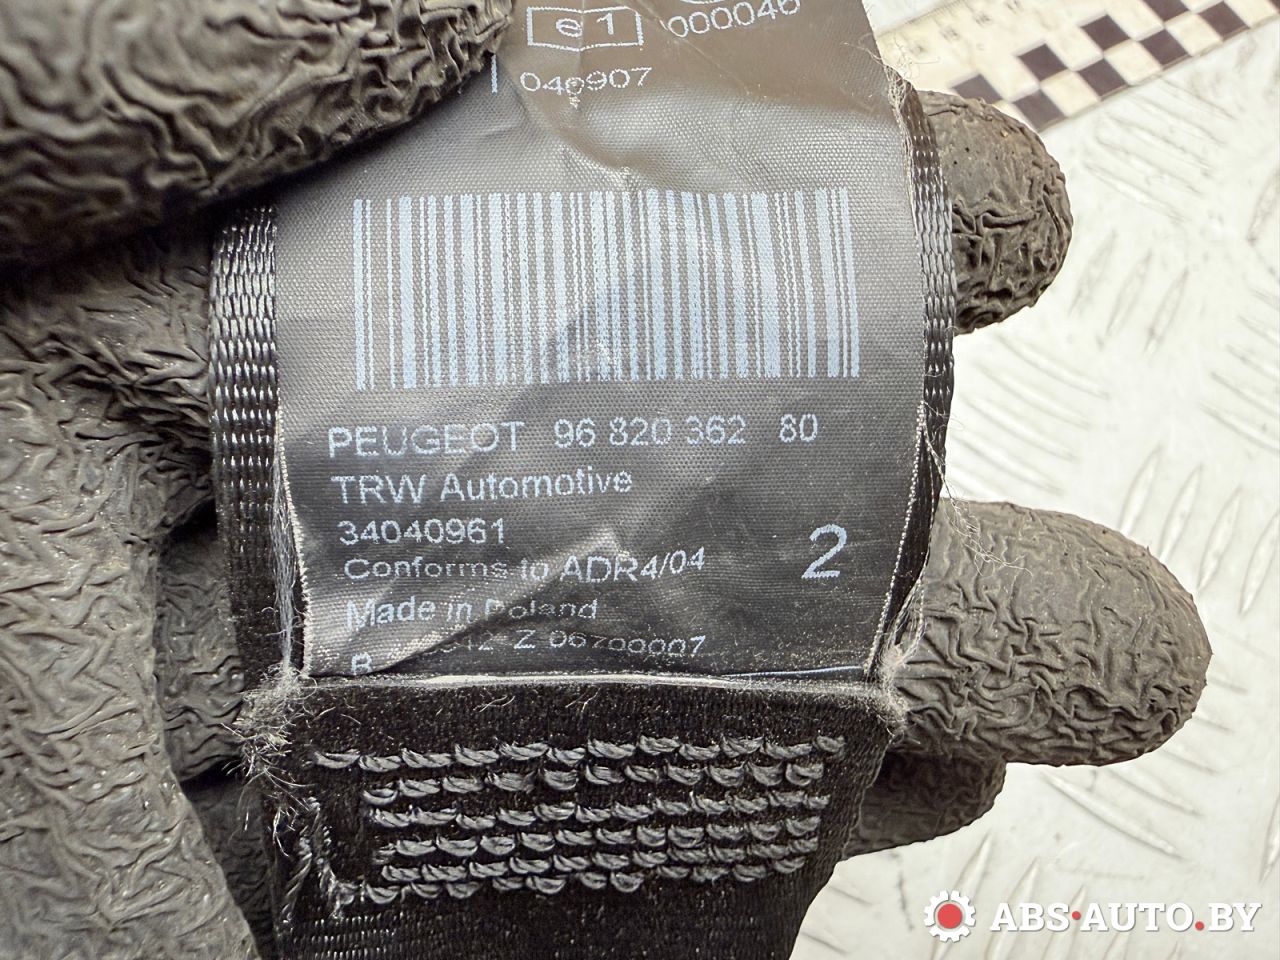 e1 000046
046907
PEUGEOT 96 820 362 80
TRW Automotive
34040961
Conforms to ADR4/04
2
Made in Poland
ABS-AUTO.BY